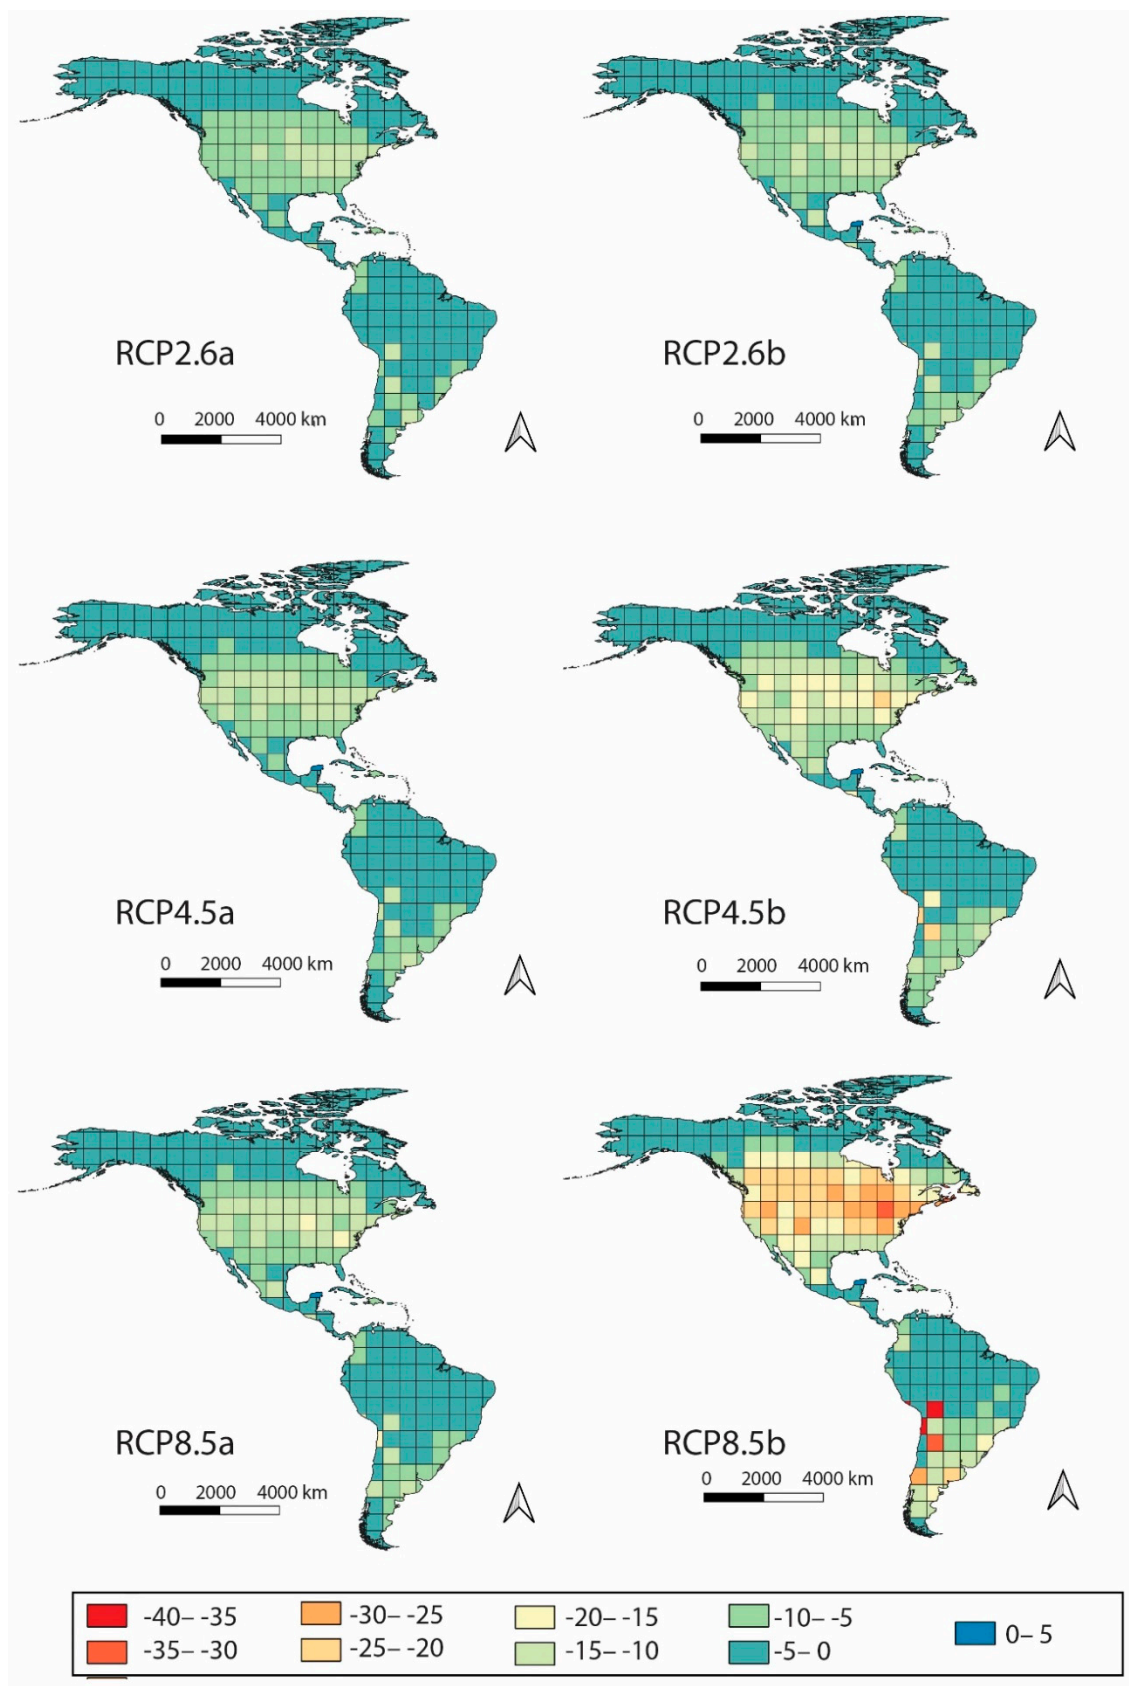 RCP2.6a
RCP2.6b
0 2000 4000 km
0 2000 4000 km
RCP4.5a
RCP4.5b
0 2000 4000 km
0 2000 4000 km
RCP8.5a
RCP8.5b
0 2000 4000 km
0 2000 4000 km
-40– -35
-30– -25
-20– -15
-10– -5
0– 5
-35– -30
-25– -20
-15– -10
-5– 0